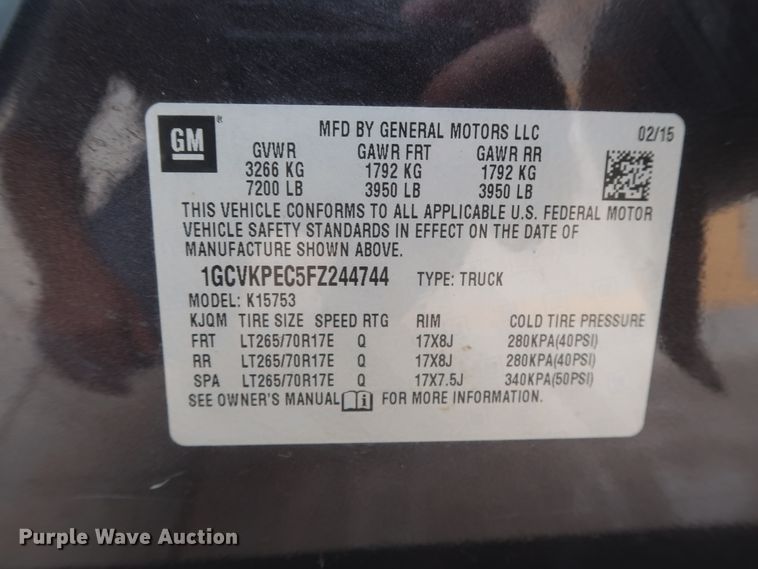 GM
MFD BY GENERAL MOTORS LLC 02/15
GVWR GAWR FRT GAWR RR
3266 KG 1792 KG 1792 KG
7200 LB 3950 LB 3950 LB
THIS VEHICLE CONFORMS TO ALL APPLICABLE U.S. FEDERAL MOTOR
VEHICLE SAFETY STANDARDS IN EFFECT ON THE DATE OF
MANUFACTURE SHOWN ABOVE.
1GCVKPEC5FZ244744 TYPE: TRUCK
MODEL: K15753
KJQM TIRE SIZE SPEED RTG RIM COLD TIRE PRESSURE
FRT LT265/70R17E Q 17X8J 280KPA(40PSI)
RR LT265/70R17E Q 17X8J 280KPA(40PSI)
SPA LT265/70R17E Q 17X7.5J 340KPA(50PSI)
SEE OWNER'S MANUAL i FOR MORE INFORMATION.
Purple Wave Auction